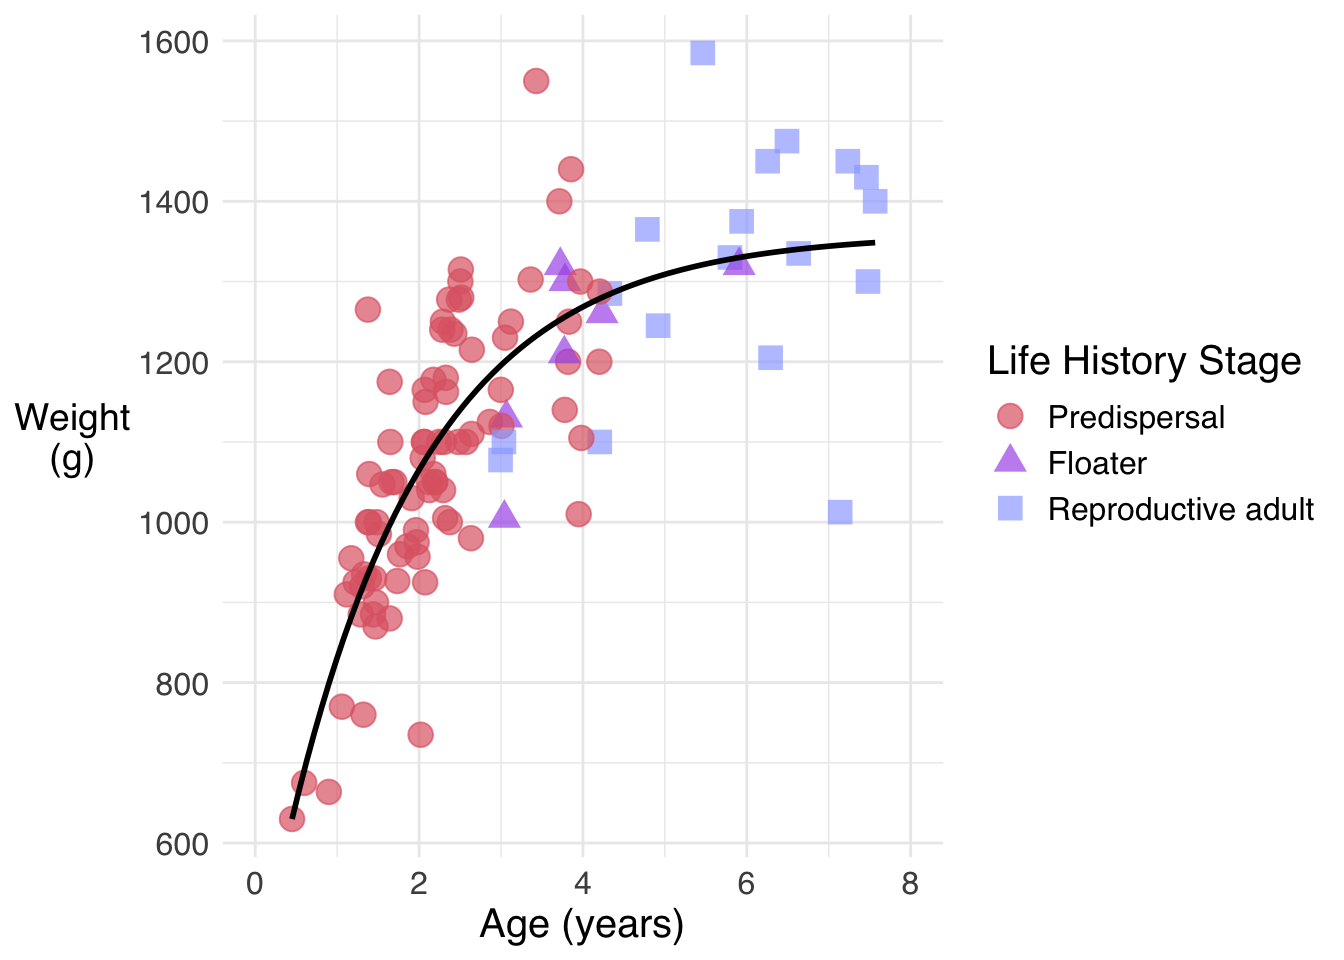 1600
1400
1200
1000
800
600
Weight
(g)
0 2 4 6 8
Age (years)
Life History Stage
Predispersal
Floater
Reproductive adult